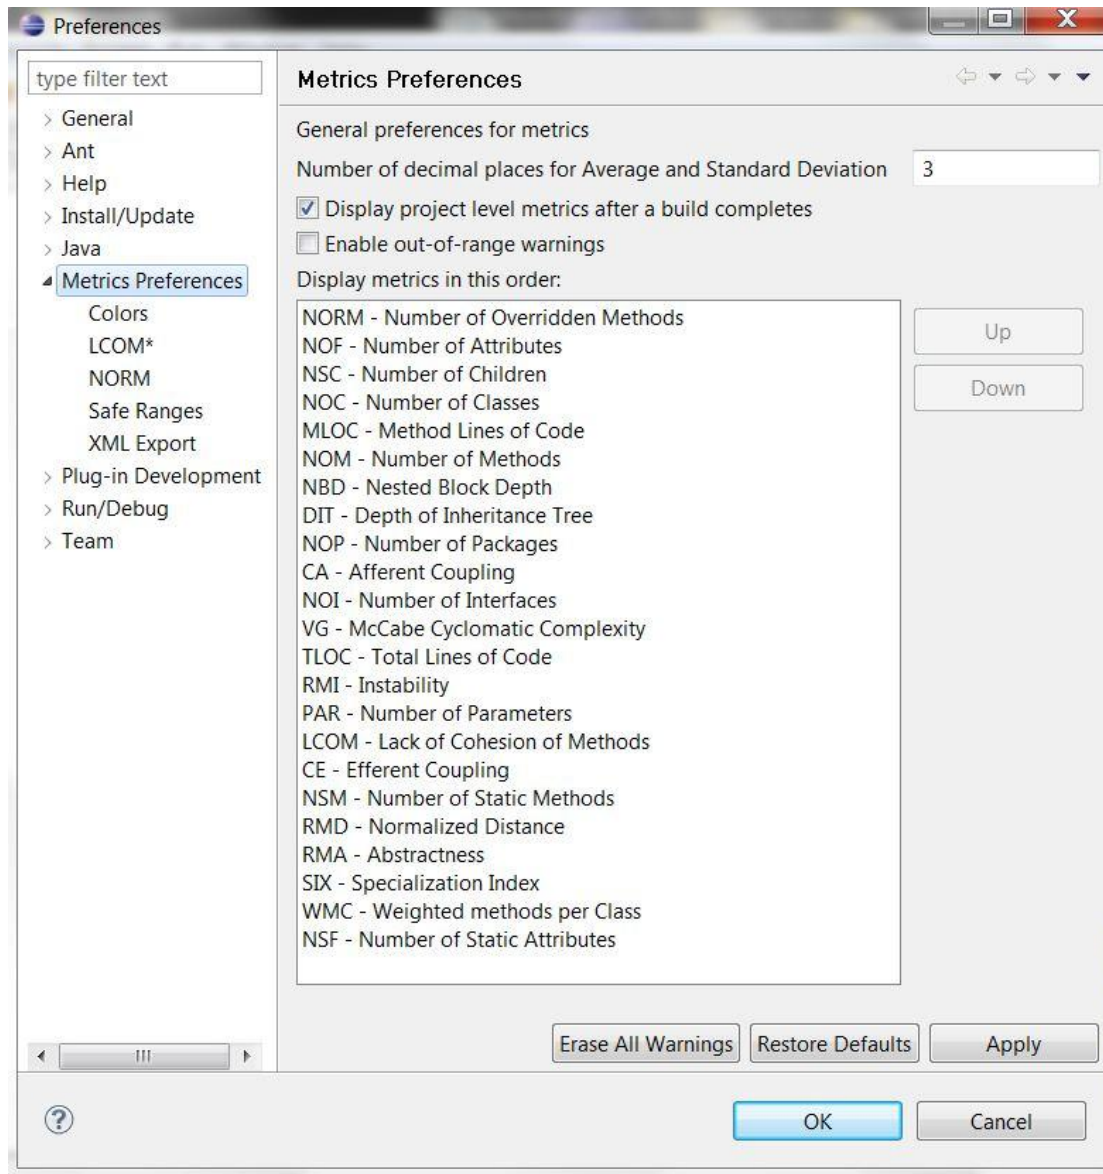 Preferences
type filter text
General
Ant
Help
Install/Update
Java
Metrics Preferences
Colors
LCOM*
NORM
Safe Ranges
XML Export
Plug-in Development
Run/Debug
Team
Metrics Preferences
General preferences for metrics
Number of decimal places for Average and Standard Deviation 3
Display project level metrics after a build completes
Enable out-of-range warnings
Display metrics in this order:
NORM - Number of Overridden Methods
NOF - Number of Attributes
NSC - Number of Children
NOC - Number of Classes
MLOC - Method Lines of Code
NOM - Number of Methods
NBD - Nested Block Depth
DIT - Depth of Inheritance Tree
NOP - Number of Packages
CA - Afferent Coupling
NOI - Number of Interfaces
VG - McCabe Cyclomatic Complexity
TLOC - Total Lines of Code
RMI - Instability
PAR - Number of Parameters
LCOM - Lack of Cohesion of Methods
CE - Efferent Coupling
NSM - Number of Static Methods
RMD - Normalized Distance
RMA - Abstractness
SIX - Specialization Index
WMC - Weighted methods per Class
NSF - Number of Static Attributes
Up
Down
Erase All Warnings Restore Defaults Apply
OK Cancel